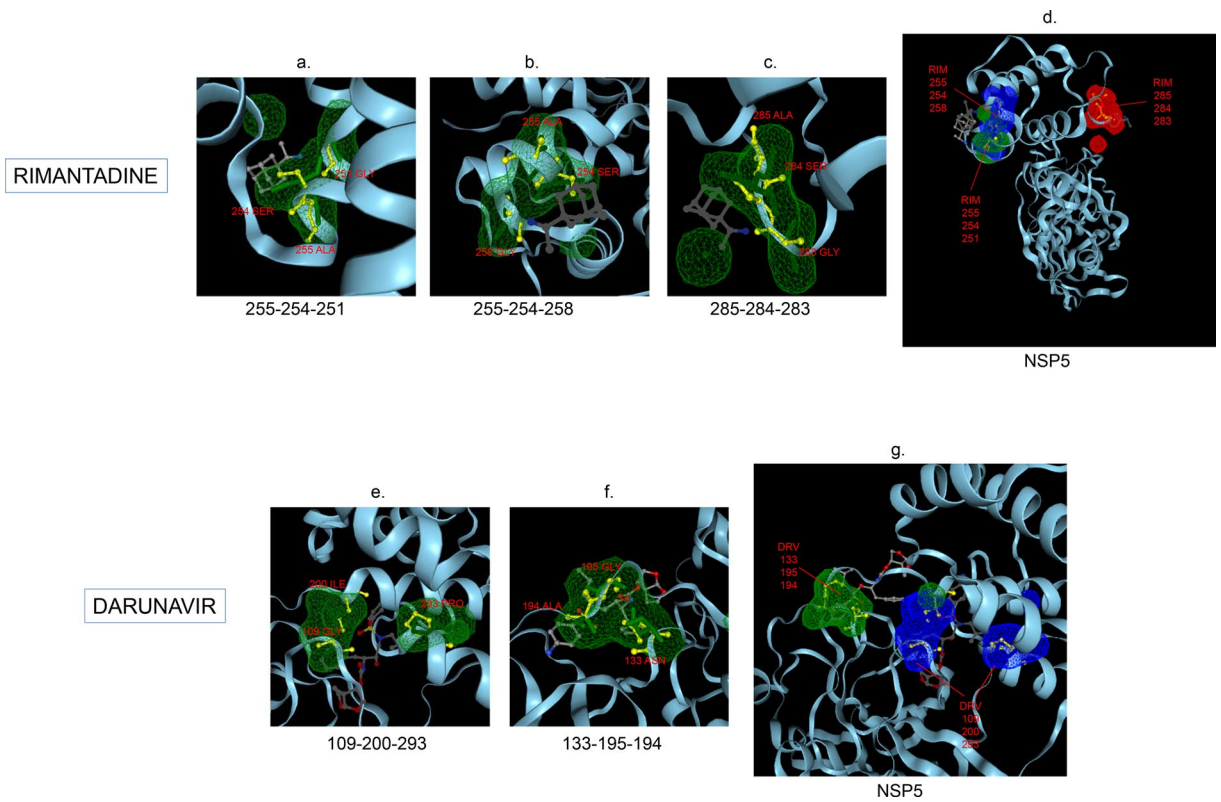 RIMANTADINE
a.
254 SER
255 ALA
255-254-251
b.
255 ALA
254 SER
255-254-258
c.
285 ALA
284 SER
285-284-283
d.
RIM
255
254
258
RIM
285
284
283
RIM
255
254
251
NSP5
DARUNAVIR
e.
200 ILE
293 PRO
109 GLY
109-200-293
f.
195 GLY
194 ALA
133 ASN
133-195-194
g.
DRV
133
195
194
DRV
109
200
293
NSP5